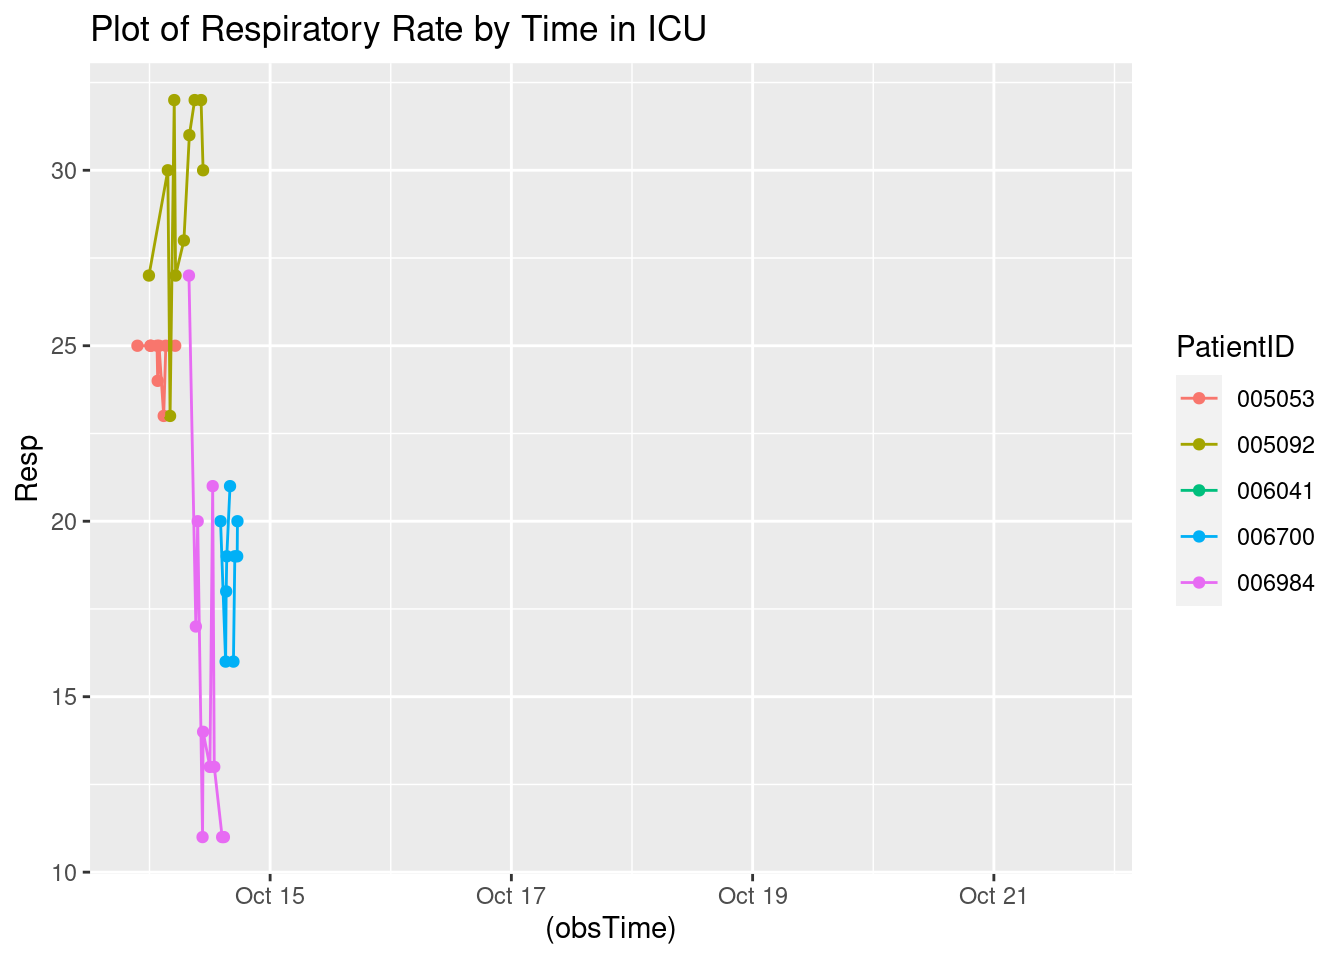 Plot of Respiratory Rate by Time in ICU
Resp
30
25
20
15
10
Oct 15
Oct 17
Oct 19
Oct 21
(obsTime)
PatientID
005053
005092
006041
006700
006984